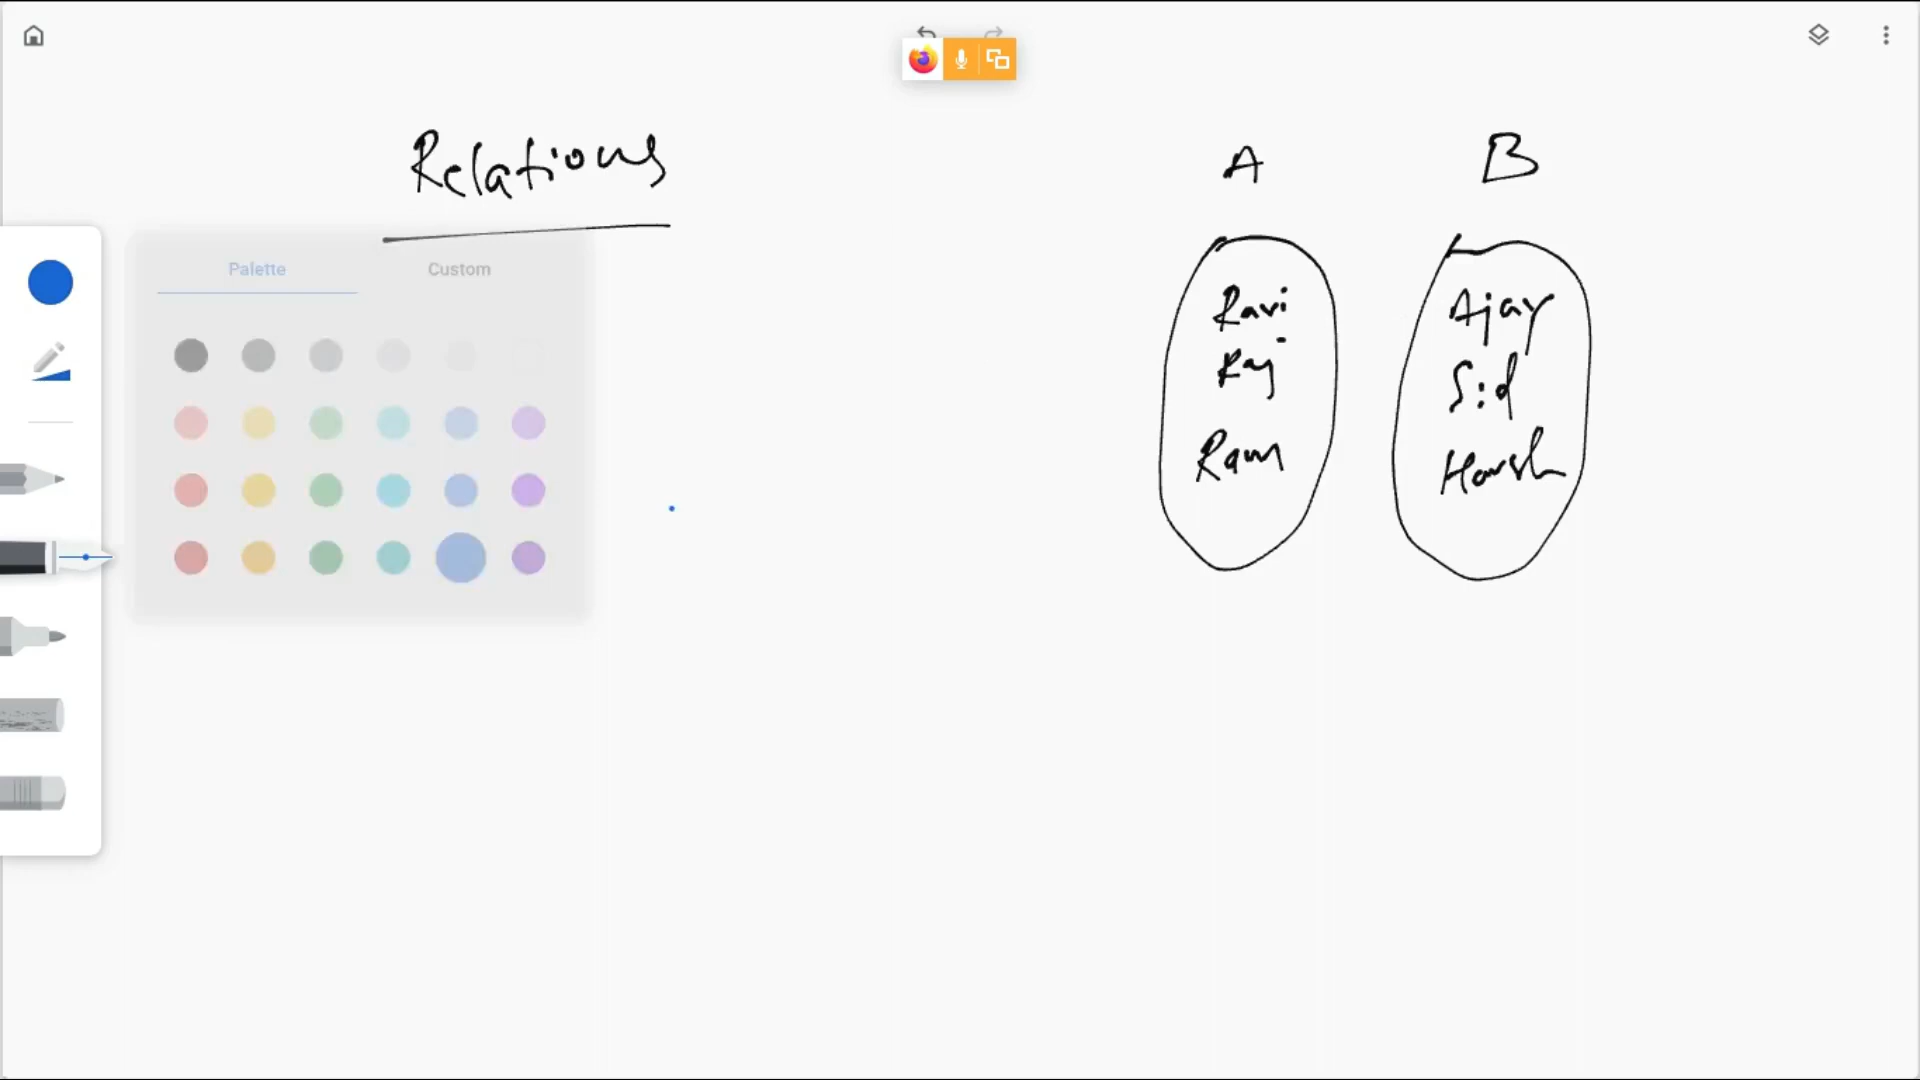 Relations
A B
Palette Custom
Ravi
Raj
Ram
Ajay
Sid
Harsh